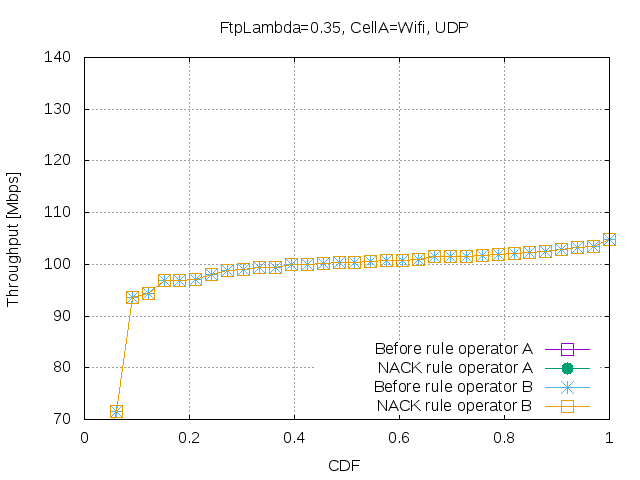 FtpLambda=0.35, CellA=Wifi, UDP
140
130
120
110
100
90
80
70
Throughput [Mbps]
Before rule operator A
NACK rule operator A
Before rule operator B
NACK rule operator B
0 0.2 0.4 0.6 0.8 1
CDF